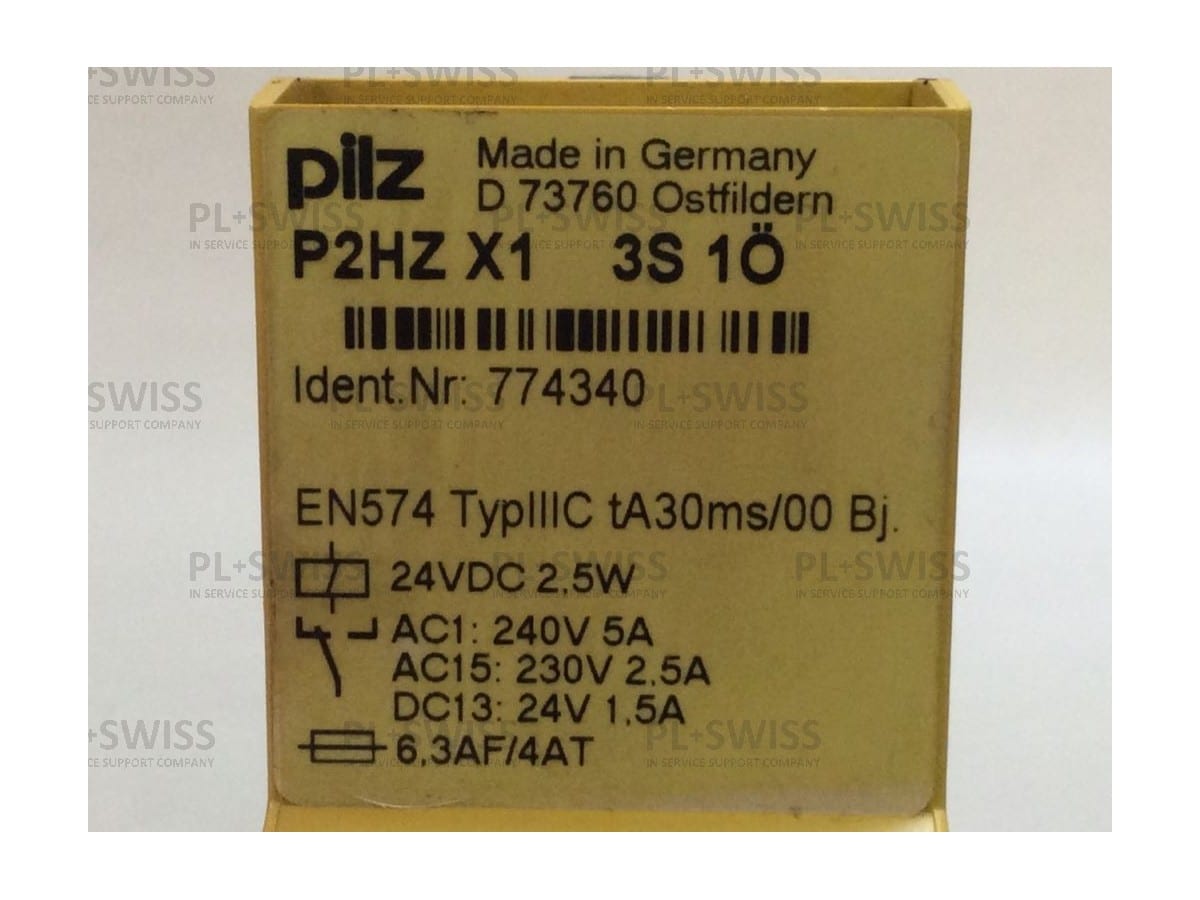 pilz
Made in Germany
D 73760 Ostfildern
P2HZ X1 3S 1Ö
Ident.Nr: 774340
EN574 TypIIIC tA30ms/00 Bj.
24VDC 2,5W
AC1: 240V 5A
AC15: 230V 2,5A
DC13: 24V 1,5A
6,3AF/4AT
PL+SWISS
IN SERVICE SUPPORT COMPANY